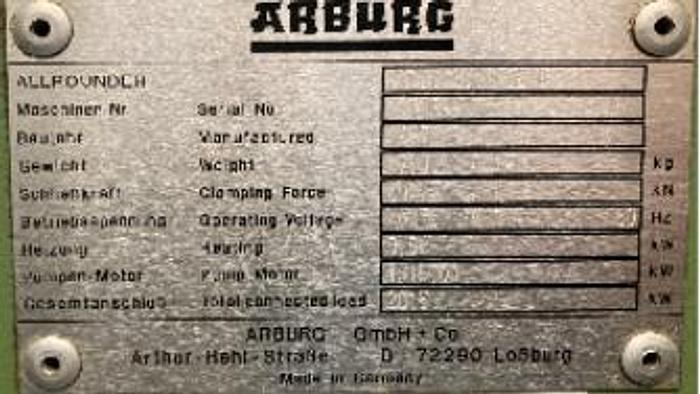 ARBURG
ALLROUNDER
Maschinen Nr. Serial No.
Baujahr Manufactured
Gewicht Weight kg
Schließkraft Clamping Force kN
Betriebsspannung Operating Voltage Hz
Heizung Heating kW
Pumpen-Motor Pump Motor kW
Gesamtanschluß Total connected load kW
ARBURG GmbH + Co
Arthur-Hehl-Straße D 72290 Loßburg
Made in Germany